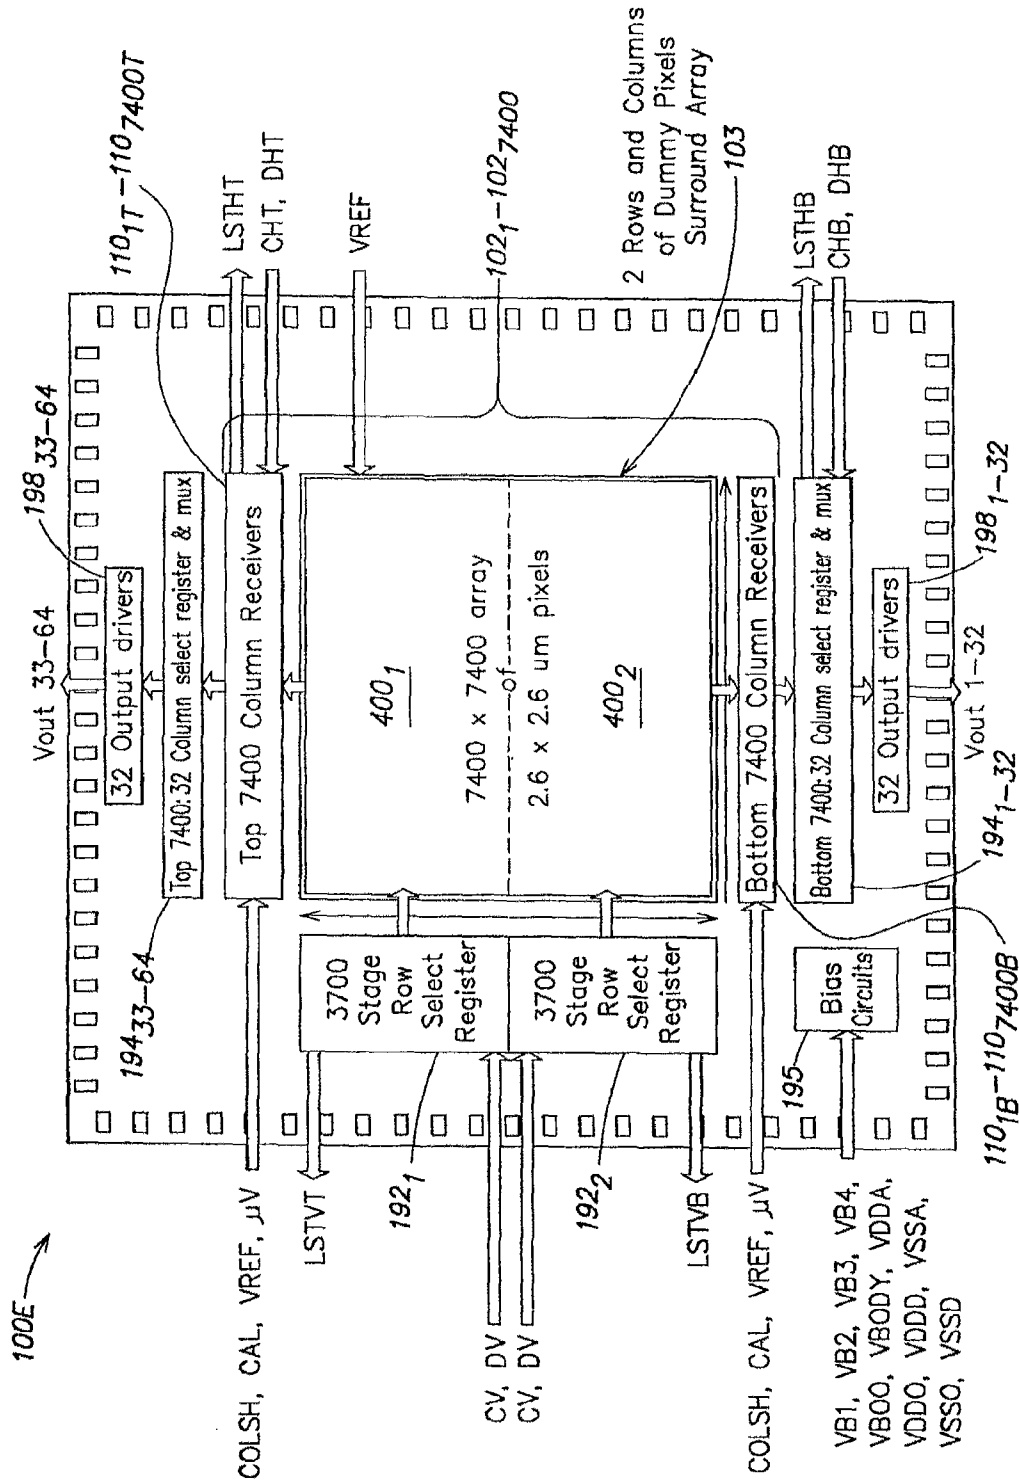 100E
Vout 33-64
198 33-64
110 1T - 110 7400T
32 Output drivers
LSTHT
194 33-64
Top 7400:32 Column select register & mux
CHT, DHT
COLSH, CAL, VREF, µV
Top 7400 Column Receivers
VREF
102 1 - 102 7400
LSTVT
3700
Stage
Row
Select
Register
400 1
7400 x 7400 array
of
2.6 x 2.6 um pixels
400 2
2 Rows and Columns
of Dummy Pixels
Surround Array
103
192 1
CV, DV
CV, DV
3700
Stage
Row
Select
Register
192 2
LSTVB
COLSH, CAL, VREF, µV
Bottom 7400 Column Receivers
LSTHB
CHB, DHB
195
Bias
Circuits
Bottom 7400:32 Column select register & mux
32 Output drivers
198 1-32
VB1, VB2, VB3, VB4,
VBOO, VBODY, VDDA,
VDDO, VDDD, VSSA,
VSSO, VSSD
110 1B - 110 7400B
194 1-32
Vout 1-32